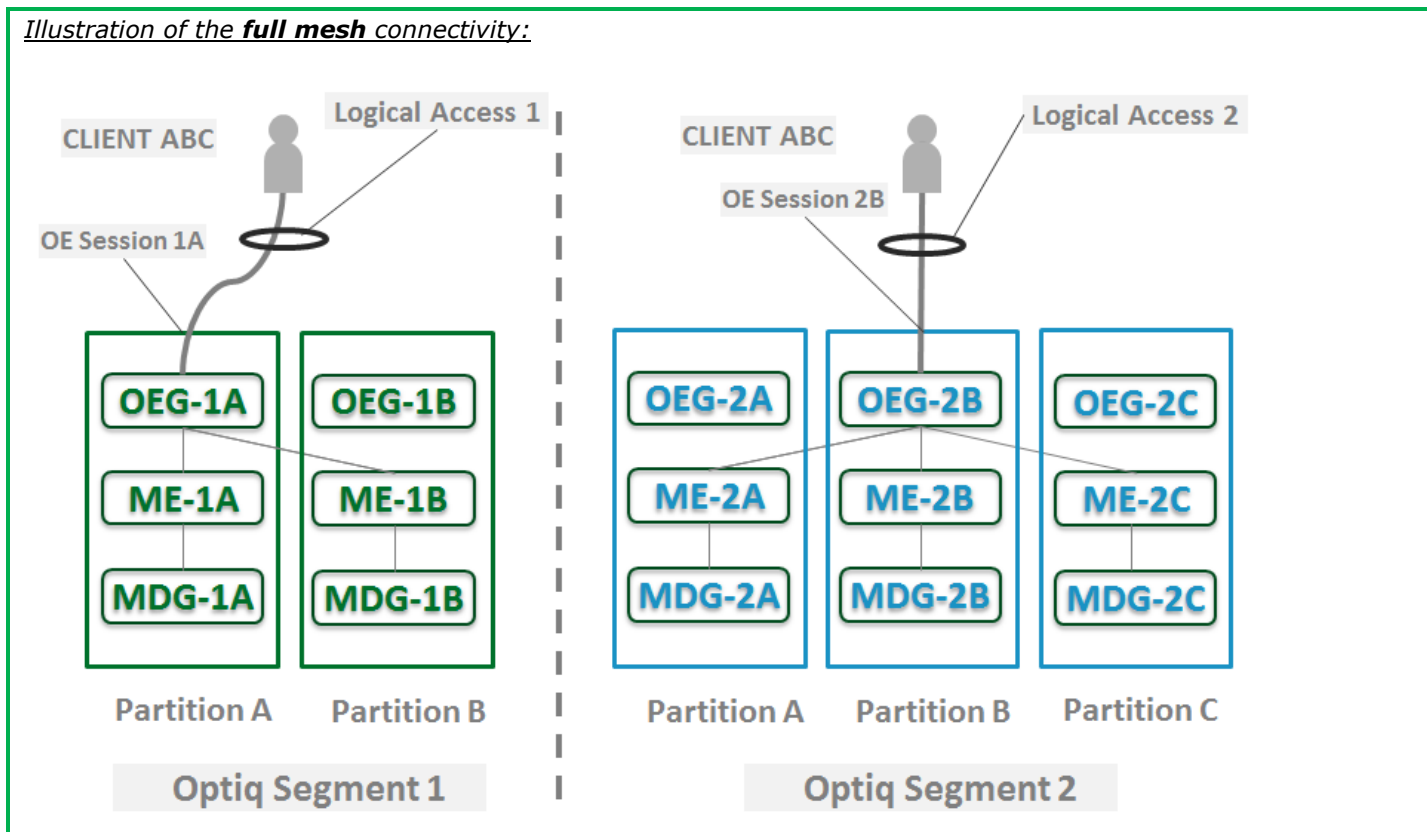 Illustration of the full mesh connectivity:
Logical Access 1
CLIENT ABC
OE Session 1A
OEG-1A
OEG-1B
ME-1A
ME-1B
MDG-1A
MDG-1B
Partition A
Partition B
Optiq Segment 1
Logical Access 2
CLIENT ABC
OE Session 2B
OEG-2A
OEG-2B
OEG-2C
ME-2A
ME-2B
ME-2C
MDG-2A
MDG-2B
MDG-2C
Partition A
Partition B
Partition C
Optiq Segment 2